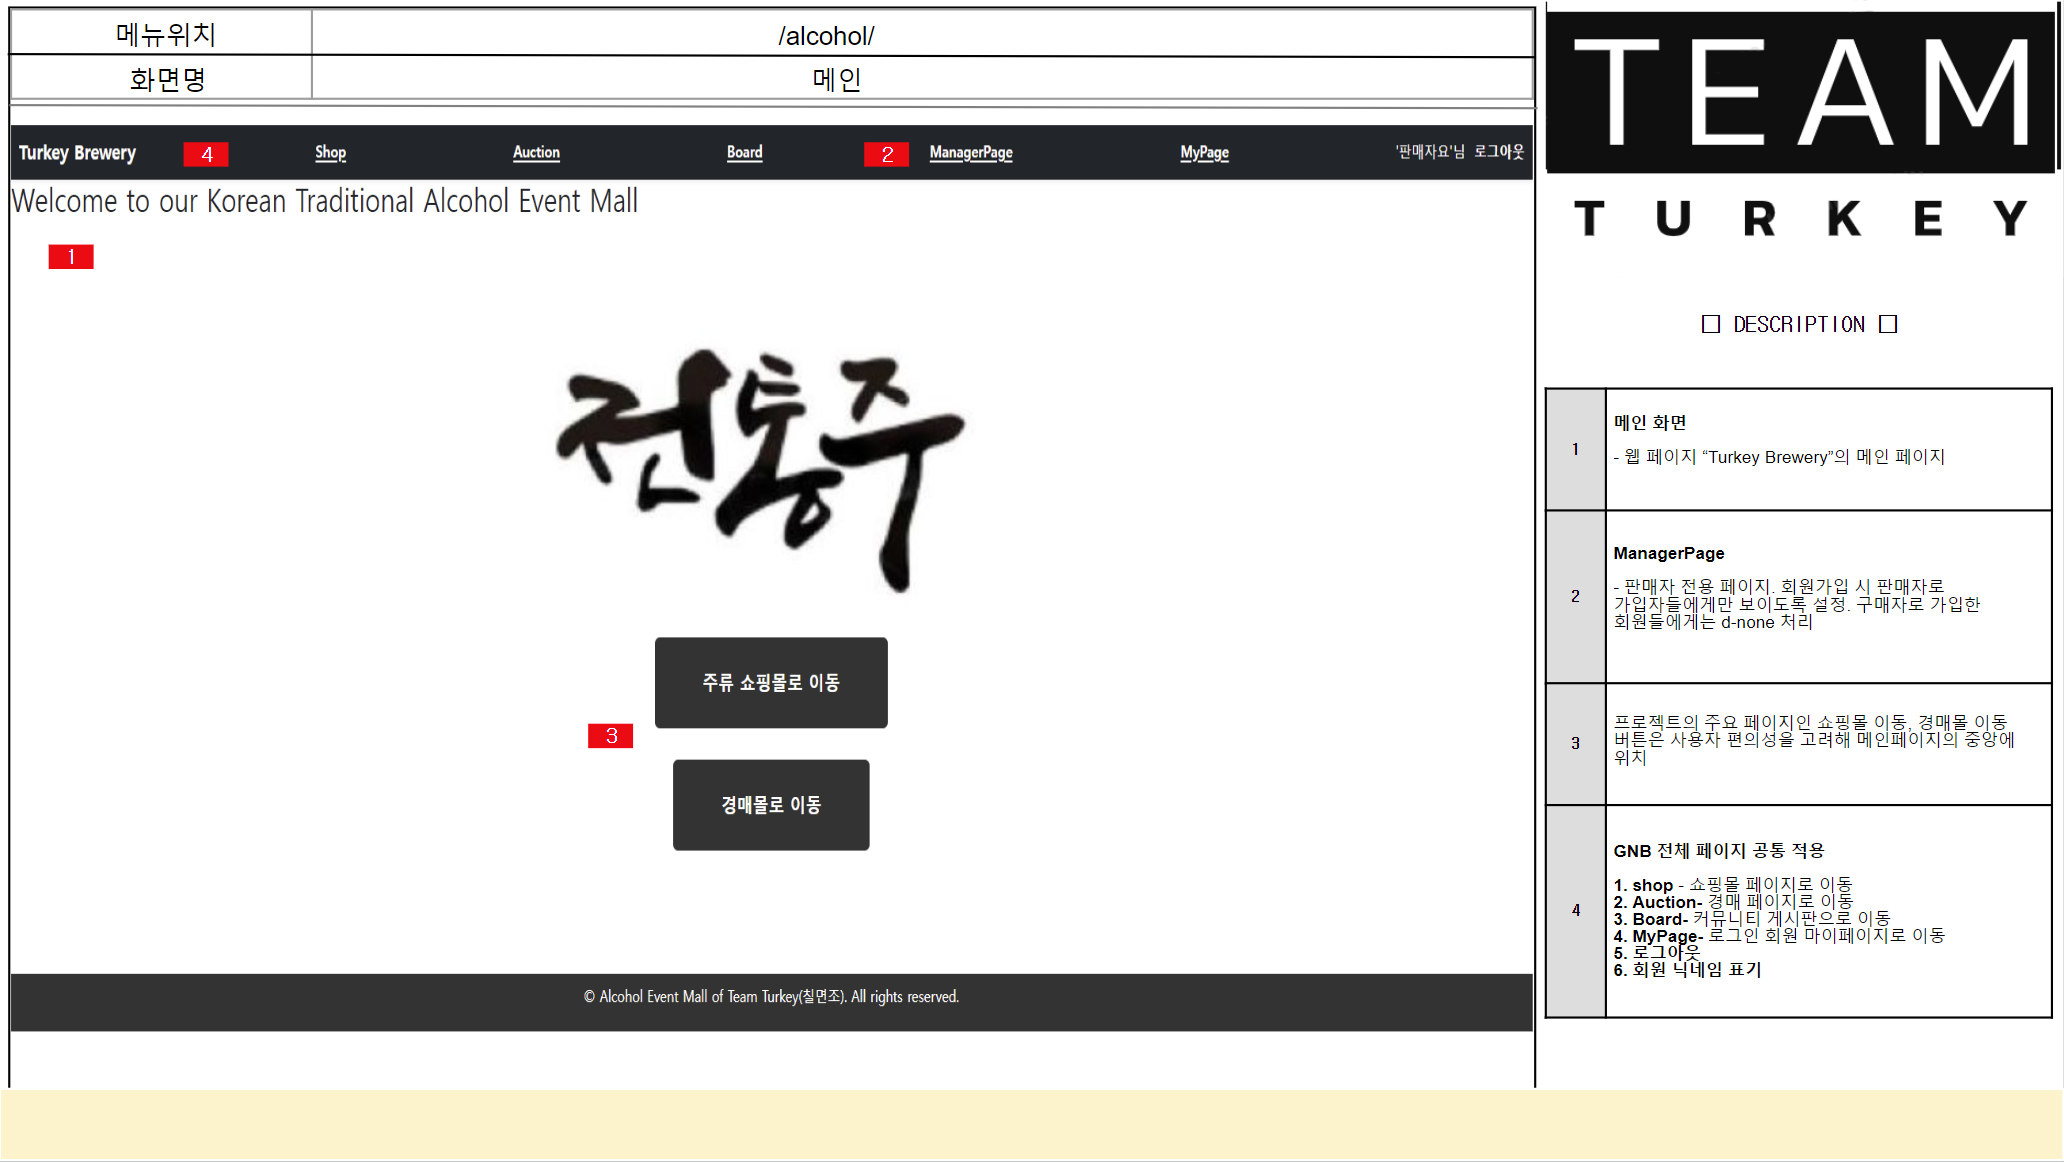 메뉴위치 /alcohol/
화면명 메인
Turkey Brewery 4 Shop Auction Board 2 ManagerPage MyPage '판매자요'님 로그아웃
Welcome to our Korean Traditional Alcohol Event Mall
1
전통주
주류 쇼핑몰로 이동
3
경매몰로 이동
© Alcohol Event Mall of Team Turkey(칠면조). All rights reserved.
TEAM
TURKEY
□ DESCRIPTION □
1
메인 화면
- 웹 페이지 “Turkey Brewery”의 메인 페이지
2
ManagerPage
- 판매자 전용 페이지. 회원가입 시 판매자로
가입자들에게만 보이도록 설정. 구매자로 가입한
회원들에게는 d-none 처리
3
프로젝트의 주요 페이지인 쇼핑몰 이동, 경매몰 이동
버튼은 사용자 편의성을 고려해 메인페이지의 중앙에
위치
4
GNB 전체 페이지 공통 적용
1. shop - 쇼핑몰 페이지로 이동
2. Auction- 경매 페이지로 이동
3. Board- 커뮤니티 게시판으로 이동
4. MyPage- 로그인 회원 마이페이지로 이동
5. 로그아웃
6. 회원 닉네임 표기